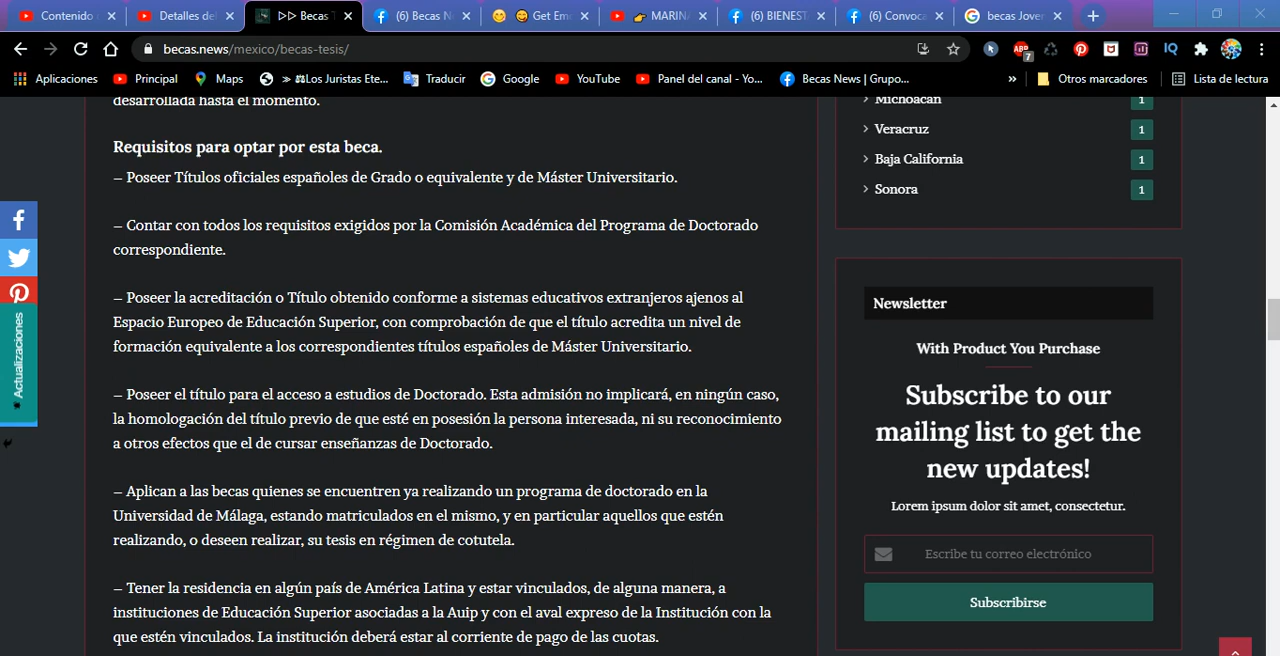 Contenido
Detalles del
▷▷ Becas T
(6) Becas N
Get Em
MARINA
(6) BIENEST
(6) Convoca
becas Jover
becas.news/mexico/becas-tesis/
ABP
7
IQ
Aplicaciones
Principal
Maps
» ⚖Los Juristas Ete...
Traducir
Google
YouTube
Panel del canal - Yo...
Becas News | Grupo...
»
Otros marcadores
Lista de lectura
desarrollada hasta el momento.
Requisitos para optar por esta beca.
– Poseer Títulos oficiales españoles de Grado o equivalente y de Máster Universitario.
– Contar con todos los requisitos exigidos por la Comisión Académica del Programa de Doctorado
correspondiente.
– Poseer la acreditación o Título obtenido conforme a sistemas educativos extranjeros ajenos al
Espacio Europeo de Educación Superior, con comprobación de que el título acredita un nivel de
formación equivalente a los correspondientes títulos españoles de Máster Universitario.
– Poseer el título para el acceso a estudios de Doctorado. Esta admisión no implicará, en ningún caso,
la homologación del título previo de que esté en posesión la persona interesada, ni su reconocimiento
a otros efectos que el de cursar enseñanzas de Doctorado.
– Aplican a las becas quienes se encuentren ya realizando un programa de doctorado en la
Universidad de Málaga, estando matriculados en el mismo, y en particular aquellos que estén
realizando, o deseen realizar, su tesis en régimen de cotutela.
– Tener la residencia en algún país de América Latina y estar vinculados, de alguna manera, a
instituciones de Educación Superior asociadas a la Auip y con el aval expreso de la Institución con la
que estén vinculados. La institución deberá estar al corriente de pago de las cuotas.
Actualizaciones
Michoacán 1
Veracruz 1
Baja California 1
Sonora 1
Newsletter
With Product You Purchase
Subscribe to our
mailing list to get the
new updates!
Lorem ipsum dolor sit amet, consectetur.
Escribe tu correo electrónico
Subscribirse